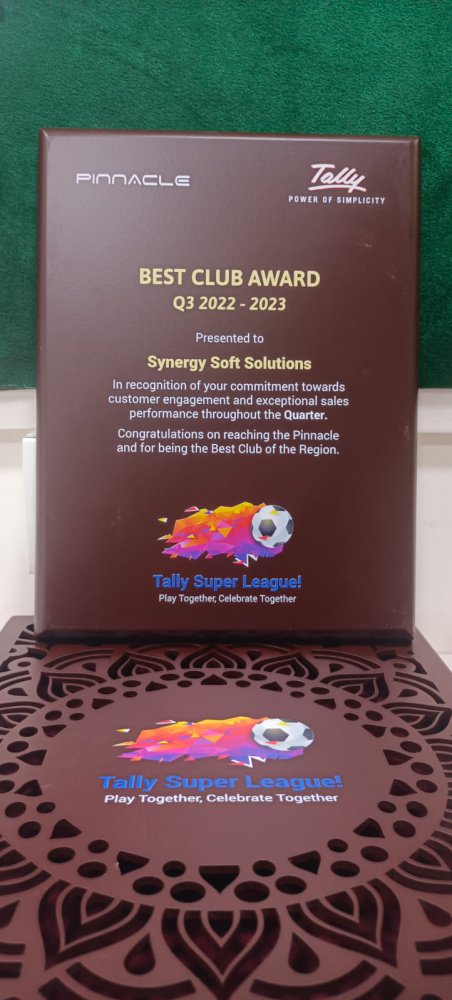 PINNACLE
Tally
POWER OF SIMPLICITY
BEST CLUB AWARD
Q3 2022 - 2023
Presented to
Synergy Soft Solutions
In recognition of your commitment towards
customer engagement and exceptional sales
performance throughout the Quarter.
Congratulations on reaching the Pinnacle
and for being the Best Club of the Region.
Tally Super League!
Play Together, Celebrate Together
Tally Super League!
Play Together, Celebrate Together